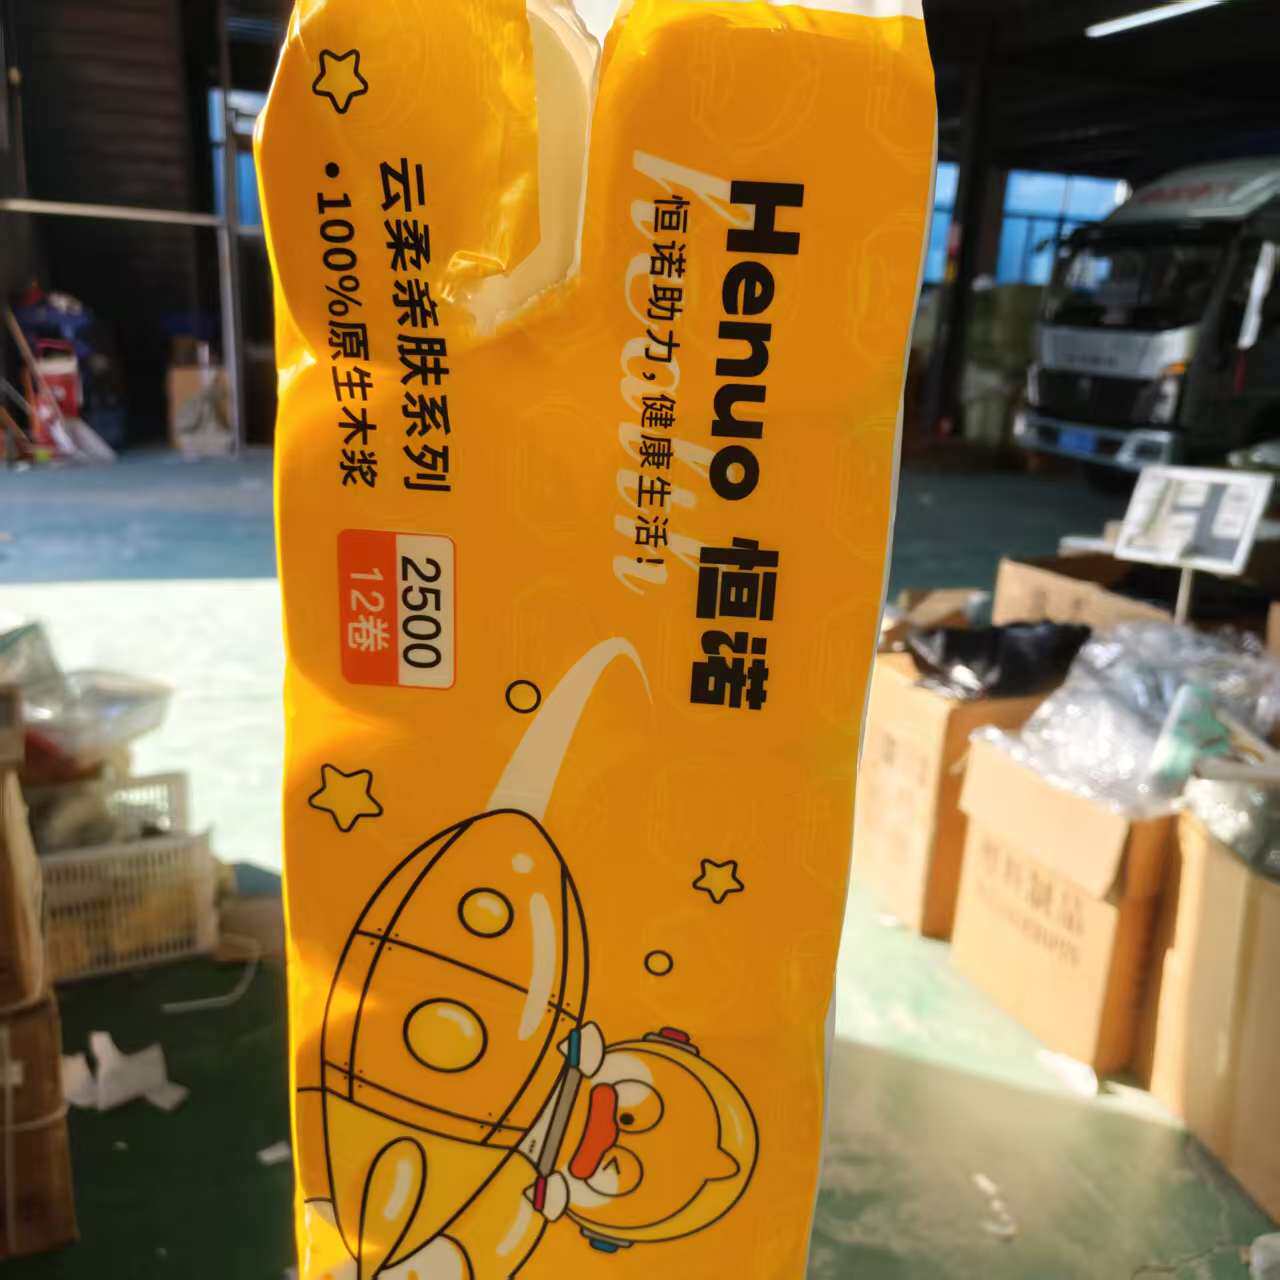 Henuo 恒诺
health
恒诺助力，健康生活！
云柔亲肤系列
•100%原生木浆
2500
12卷